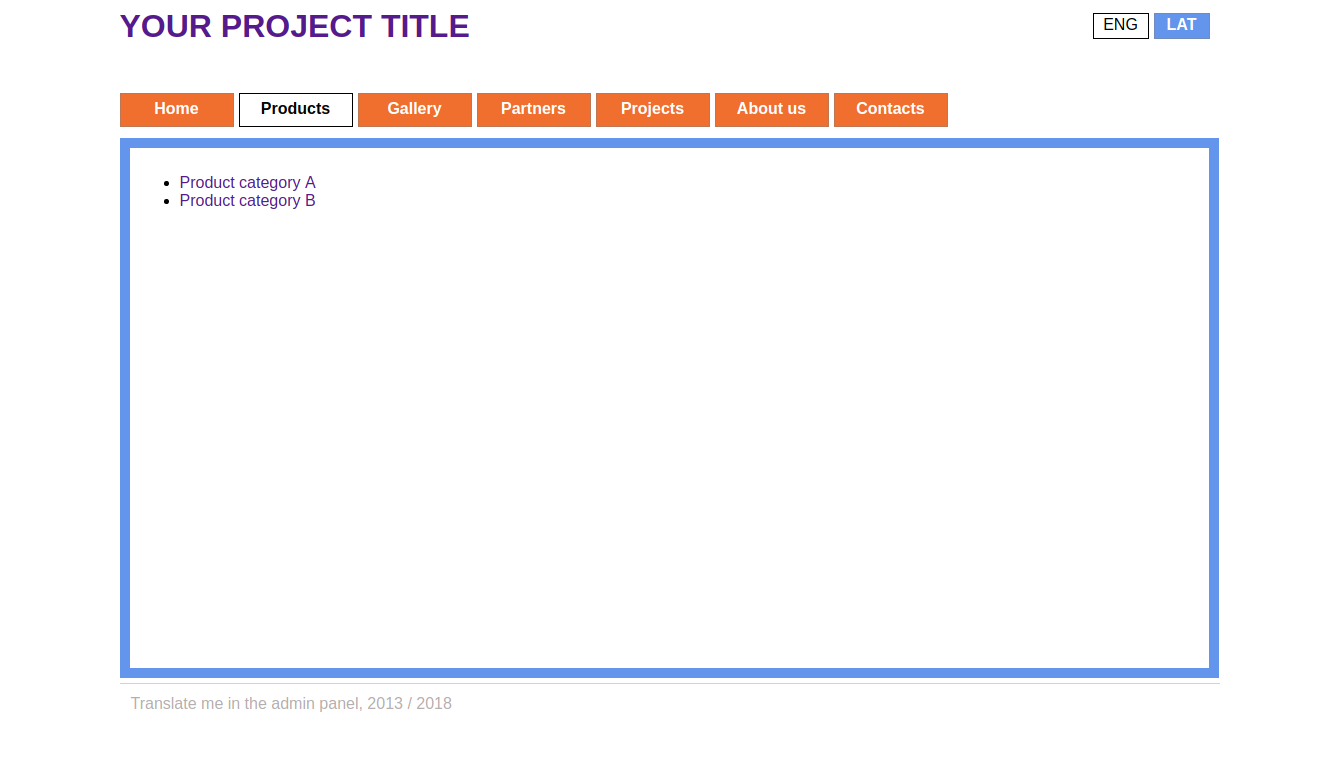 YOUR PROJECT TITLE
ENG LAT
Home Products Gallery Partners Projects About us Contacts
Product category A
Product category B
Translate me in the admin panel, 2013 / 2018